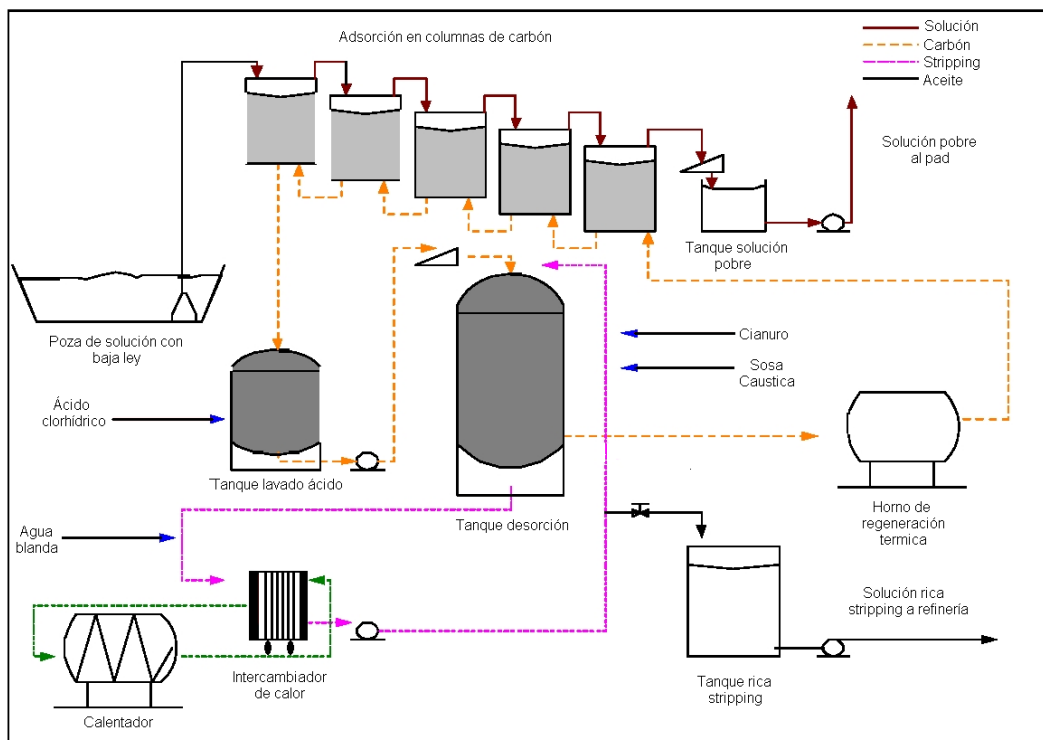 Adsorción en columnas de carbón
Solución
Carbón
Stripping
Aceite
Solución pobre
al pad
Tanque solución
pobre
Poza de solución con
baja ley
Cianuro
Sosa
Caustica
Ácido
clorhídrico
Tanque lavado ácido
Tanque desorción
Horno de
regeneración
termica
Agua
blanda
Solución rica
stripping a refinería
Intercambiador
de calor
Tanque rica
stripping
Calentador